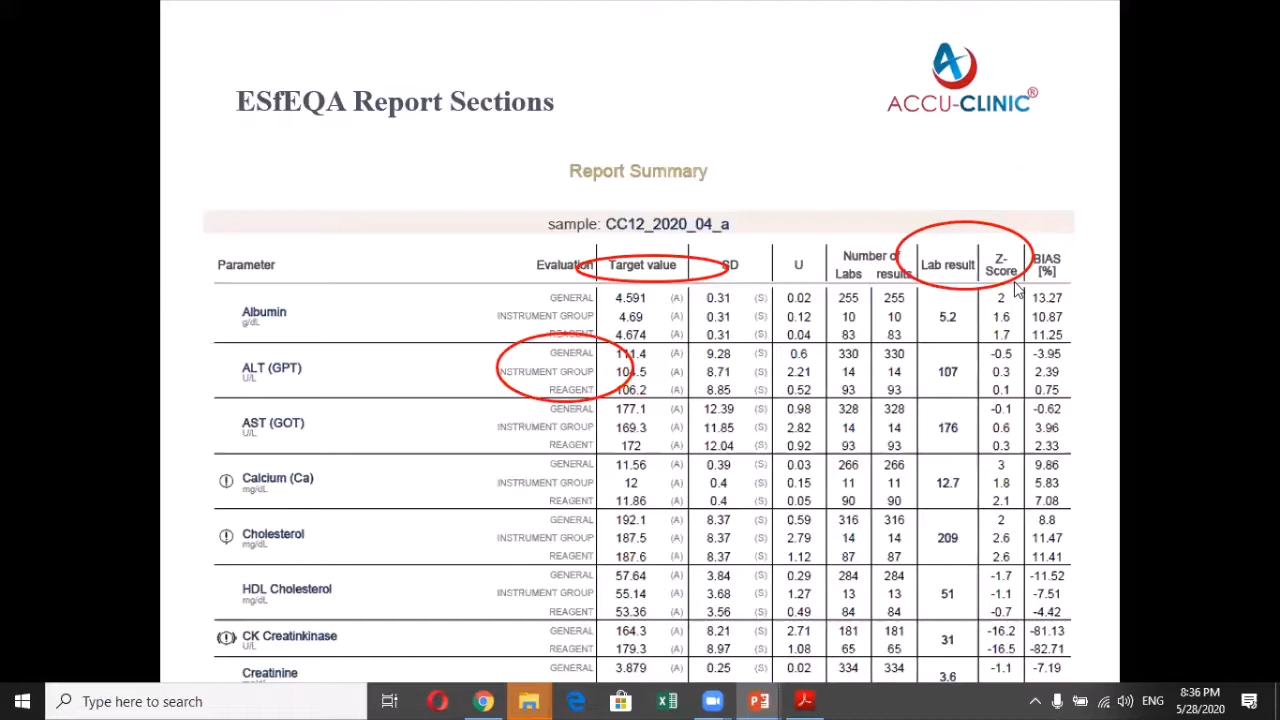 ESfEQA Report Sections
ACCU-CLINIC®
Report Summary
sample: CC12_2020_04_a
Parameter Evaluation Target value SD U Number of Labs results Lab result Z-Score BIAS [%]
Albumin g/dL
GENERAL 4.591 (A) 0.31 (S) 0.02 255 255 2 13.27
INSTRUMENT GROUP 4.69 (A) 0.31 (S) 0.12 10 10 5.2 1.6 10.87
REAGENT 4.674 (A) 0.31 (S) 0.04 83 83 1.7 11.25
ALT (GPT) U/L
GENERAL 111.4 (A) 9.28 (S) 0.6 330 330 -0.5 -3.95
INSTRUMENT GROUP 104.5 (A) 8.71 (S) 2.21 14 14 107 0.3 2.39
REAGENT 106.2 (A) 8.85 (S) 0.52 93 93 0.1 0.75
AST (GOT) U/L
GENERAL 177.1 (A) 12.39 (S) 0.98 328 328 -0.1 -0.62
INSTRUMENT GROUP 169.3 (A) 11.85 (S) 2.82 14 14 176 0.6 3.96
REAGENT 172 (A) 12.04 (S) 0.92 93 93 0.3 2.33
Calcium (Ca) mg/dL
GENERAL 11.56 (A) 0.39 (S) 0.03 266 266 3 9.86
INSTRUMENT GROUP 12 (A) 0.4 (S) 0.15 11 11 12.7 1.8 5.83
REAGENT 11.86 (A) 0.4 (S) 0.05 90 90 2.1 7.08
Cholesterol mg/dL
GENERAL 192.1 (A) 8.37 (S) 0.59 316 316 2 8.8
INSTRUMENT GROUP 187.5 (A) 8.37 (S) 2.79 14 14 209 2.6 11.47
REAGENT 187.6 (A) 8.37 (S) 1.12 87 87 2.6 11.41
HDL Cholesterol mg/dL
GENERAL 57.64 (A) 3.84 (S) 0.29 284 284 -1.7 -11.52
INSTRUMENT GROUP 55.14 (A) 3.68 (S) 1.27 13 13 51 -1.1 -7.51
REAGENT 53.36 (A) 3.56 (S) 0.49 84 84 -0.7 -4.42
CK Creatinkinase U/L
GENERAL 164.3 (A) 8.21 (S) 2.71 181 181 31 -16.2 -81.13
REAGENT 179.3 (A) 8.97 (S) 1.08 65 65 -16.5 -82.71
Creatinine
GENERAL 3.879 (A) 0.25 (S) 0.02 334 334 3.6 -1.1 -7.19
Type here to search
ENG
8:36 PM
5/28/2020